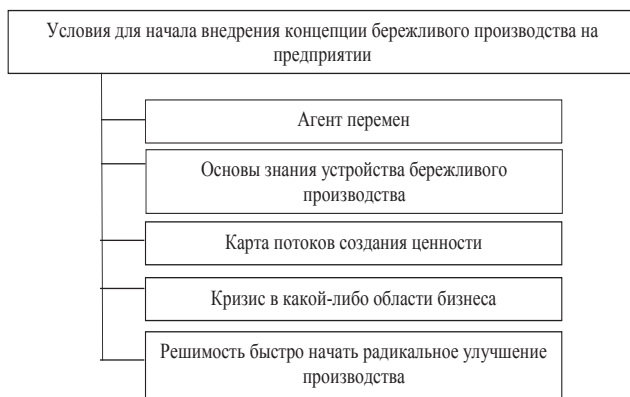 Условия для начала внедрения концепции бережливого производства на
предприятии
Агент перемен
Основы знания устройства бережливого
производства
Карта потоков создания ценности
Кризис в какой-либо области бизнеса
Решимость быстро начать радикальное улучшение
производства